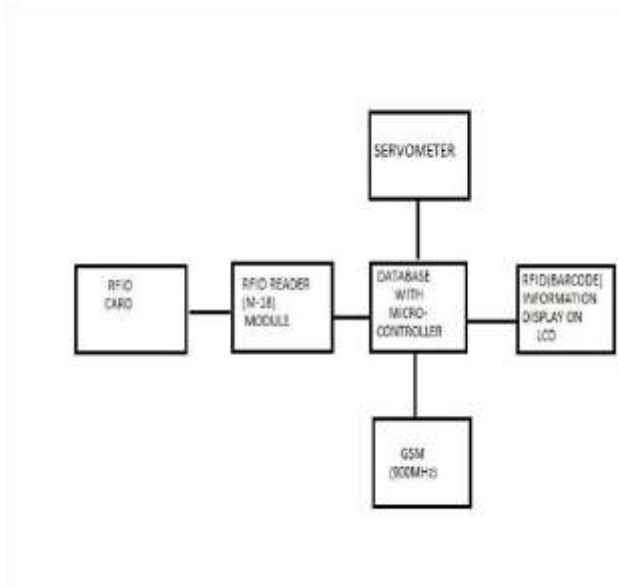 SERVOMETER
RFID
CARD
RFID READER
(M-18)
MODULE
DATABASE
WITH
MICRO-
CONTROLLER
RFID(BARCODE)
INFORMATION
DISPLAY ON
LCD
GSM
(900MHz)